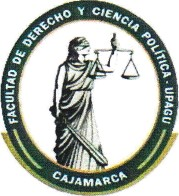 FACULTAD DE DERECHO Y CIENCIA POLÍTICA - UPAGU
CAJAMARCA